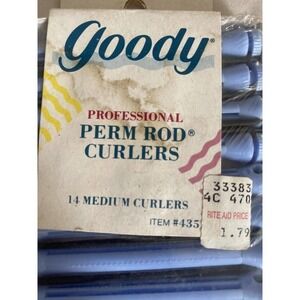 goody®
PROFESSIONAL
PERM ROD®
CURLERS
14 MEDIUM CURLERS
ITEM #435
33383
4C 470
RITE AID PRICE
1.79